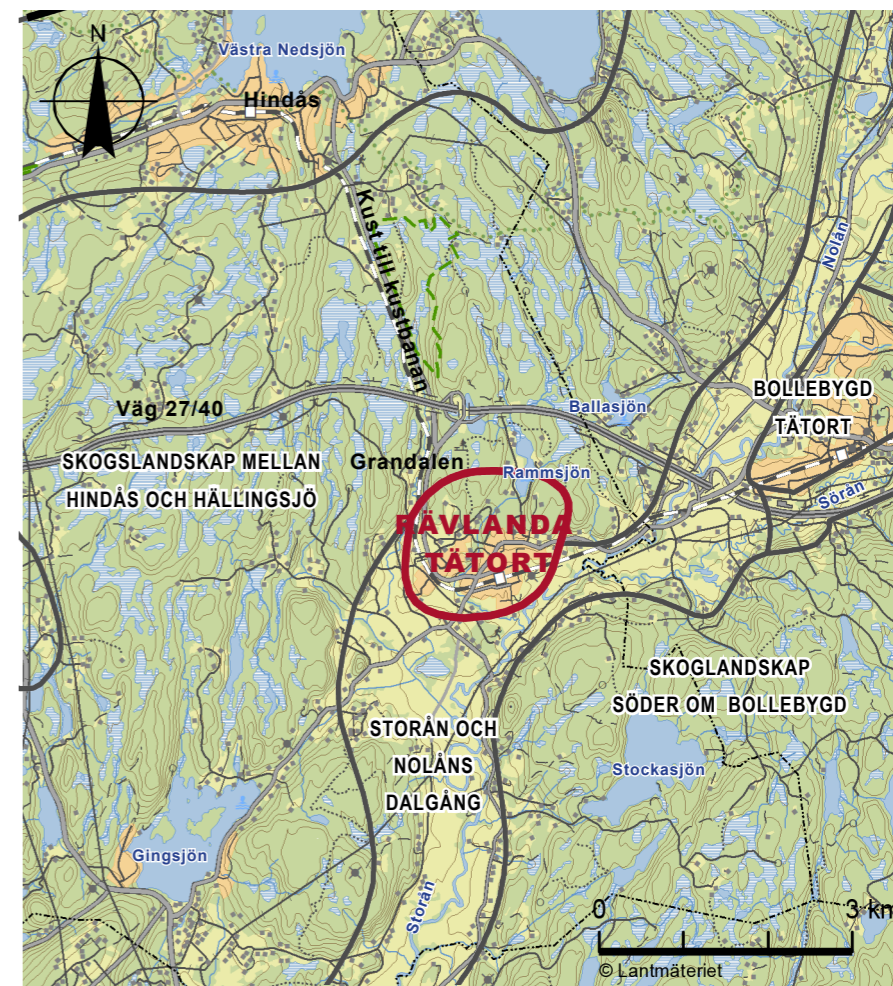 N
Västra Nedsjön
Hindås
Kust till kustbanan
Nolån
Väg 27/40
Ballasjön
BOLLEBYGD
TÄTORT
SKOGSLANDSKAP MELLAN
HINDÅS OCH HÄLLINGSJÖ
Grandalen
Rammsjön
Sörån
RÄVLANDA
TÄTORT
SKOGLANDSKAP
SÖDER OM BOLLEBYGD
STORÅN OCH
NOLÅNS
DALGÅNG
Stockasjön
Gingsjön
Storån
0 3 km
© Lantmäteriet